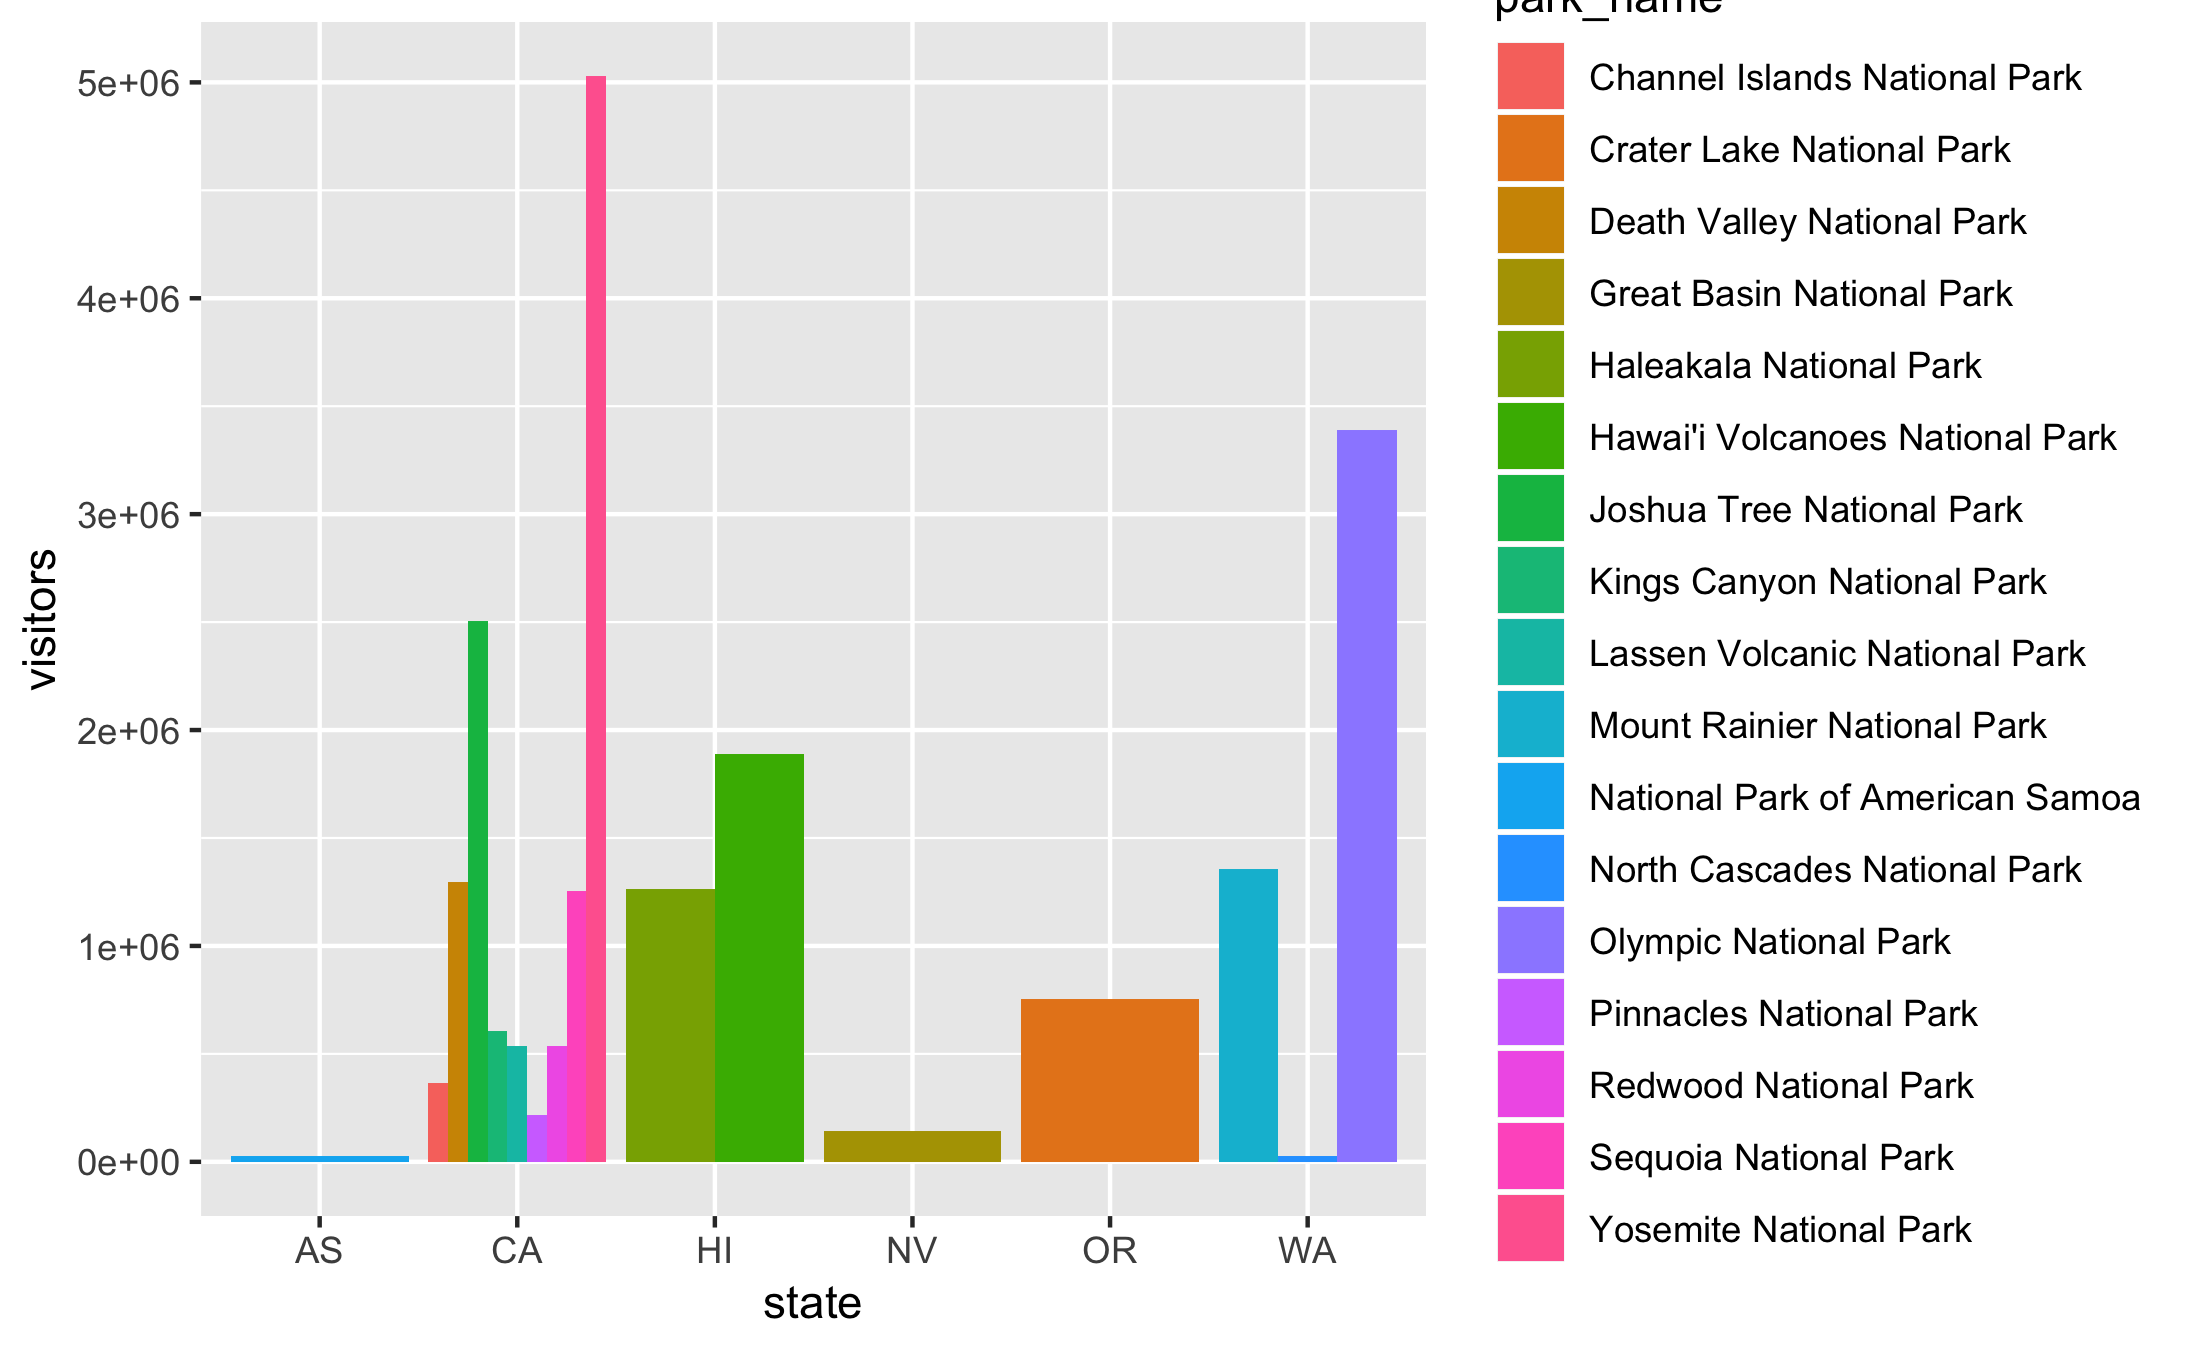 park_name
5e+06
4e+06
3e+06
2e+06
1e+06
0e+00
visitors
AS CA HI NV OR WA
state
Channel Islands National Park
Crater Lake National Park
Death Valley National Park
Great Basin National Park
Haleakala National Park
Hawai'i Volcanoes National Park
Joshua Tree National Park
Kings Canyon National Park
Lassen Volcanic National Park
Mount Rainier National Park
National Park of American Samoa
North Cascades National Park
Olympic National Park
Pinnacles National Park
Redwood National Park
Sequoia National Park
Yosemite National Park